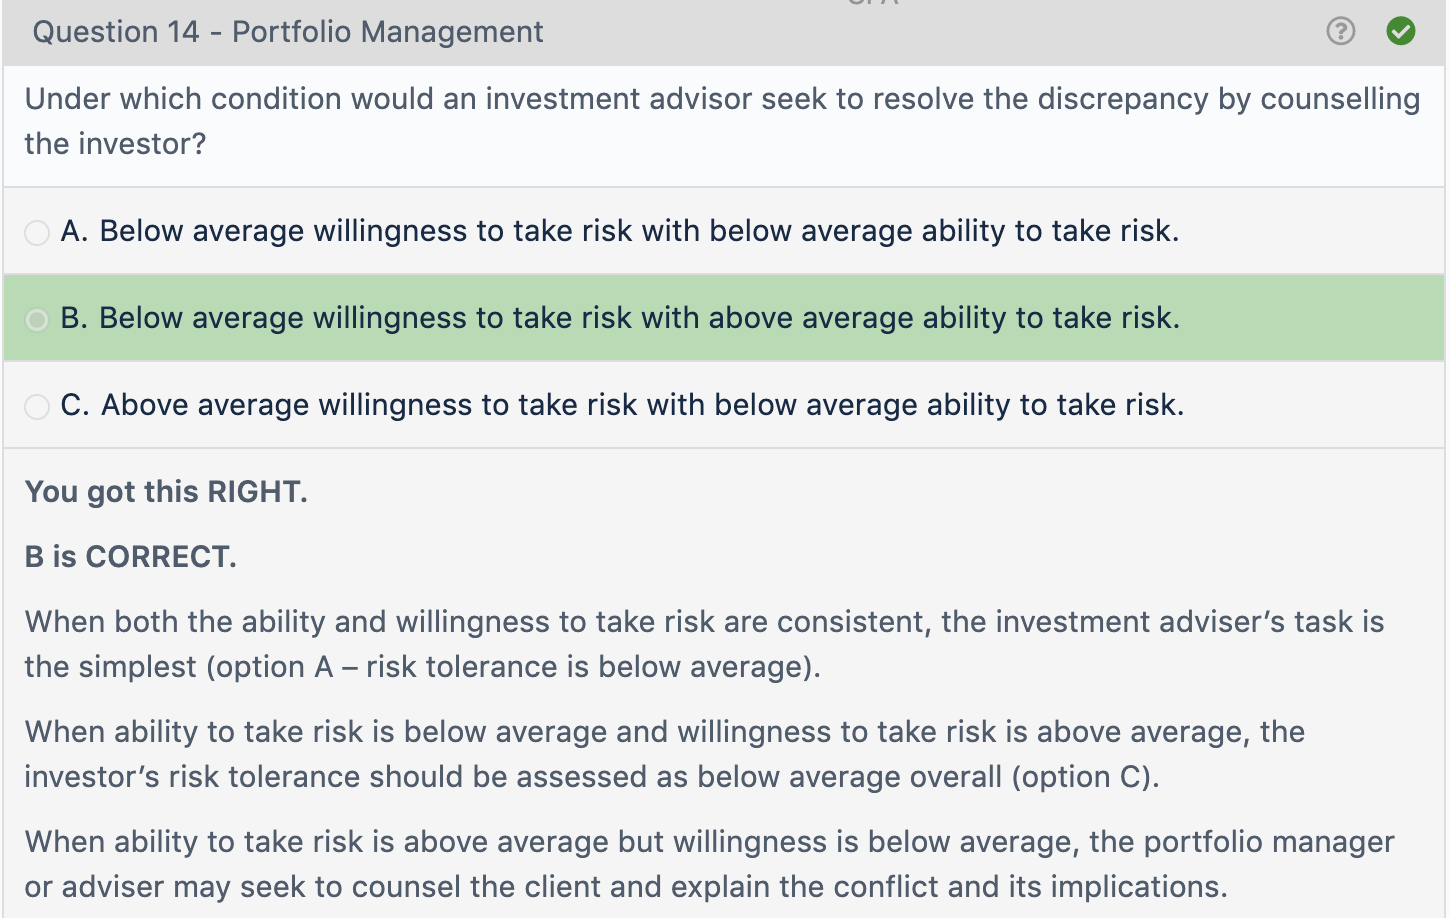 Question 14 - Portfolio Management
Under which condition would an investment advisor seek to resolve the discrepancy by counselling
the investor?
A. Below average willingness to take risk with below average ability to take risk.
B. Below average willingness to take risk with above average ability to take risk.
C. Above average willingness to take risk with below average ability to take risk.
You got this RIGHT.
B is CORRECT.
When both the ability and willingness to take risk are consistent, the investment adviser’s task is
the simplest (option A – risk tolerance is below average).
When ability to take risk is below average and willingness to take risk is above average, the
investor’s risk tolerance should be assessed as below average overall (option C).
When ability to take risk is above average but willingness is below average, the portfolio manager
or adviser may seek to counsel the client and explain the conflict and its implications.